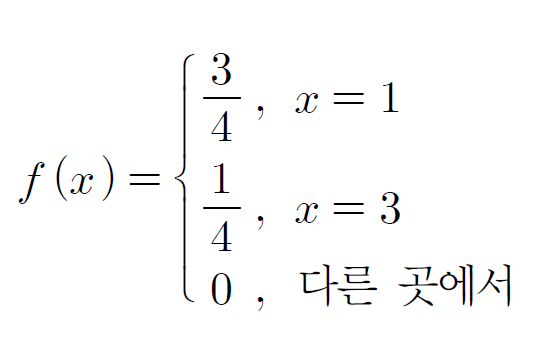 f(x) = { 3/4 , x = 1
1/4 , x = 3
0 , 다른 곳에서